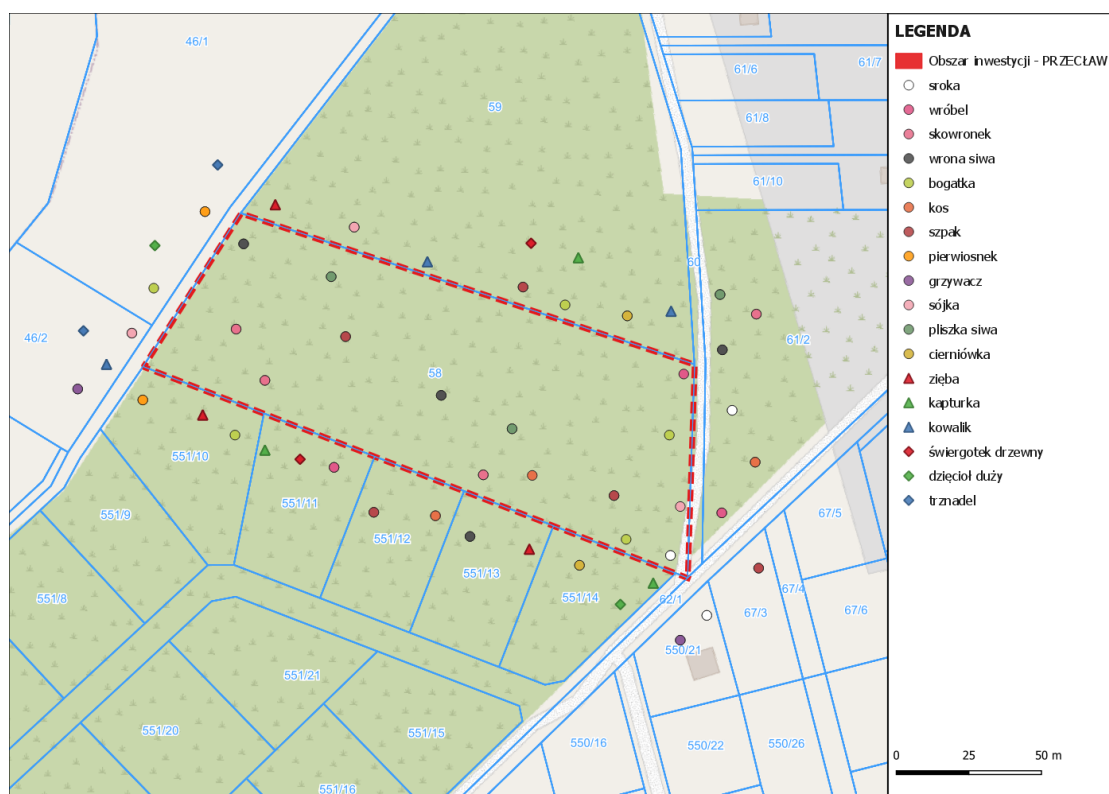 46/1
59
61/6
61/7
61/8
61/10
60
61/2
46/2
58
551/10
551/9
551/11
551/12
551/13
551/14
551/8
62/1
67/5
67/4
67/3
67/6
550/21
551/21
551/20
551/15
550/16
550/22
550/26
551/16
LEGENDA
Obszar inwestycji - PRZECŁAW
sroka
wróbel
skowronek
wrona siwa
bogatka
kos
szpak
pierwiosnek
grzywacz
sójka
pliszka siwa
cierniówka
zięba
kapturka
kowalik
świergotek drzewny
dzięcioł duży
trznadel
0 25 50 m